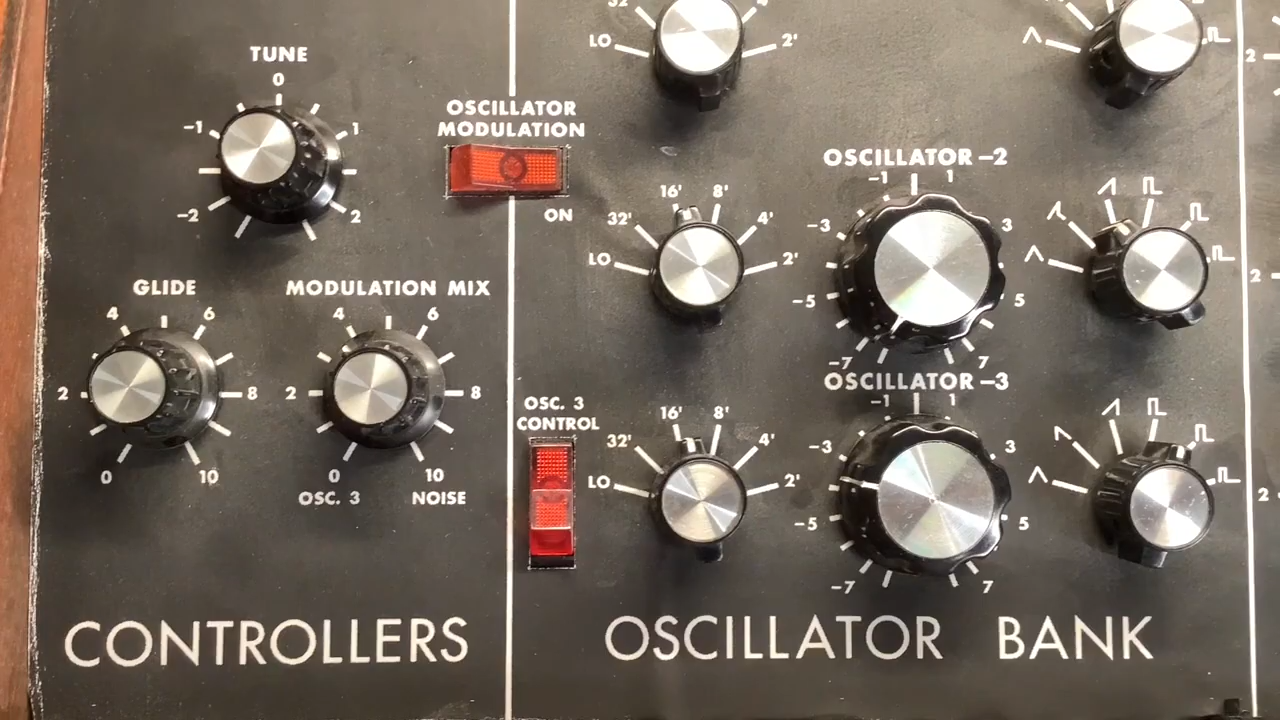 TUNE
0
-1 1
-2 2
OSCILLATOR
MODULATION
ON
GLIDE
4 6
2 8
0 10
MODULATION MIX
4 6
2 8
0 10
OSC. 3 NOISE
CONTROLLERS
LO 2'
2
OSCILLATOR -2
16' 8'
32' 4'
LO 2'
-1 1
-3 3
-5 5
-7 7
2
OSC. 3
CONTROL
OSCILLATOR -3
16' 8'
32' 4'
LO 2'
-1 1
-3 3
-5 5
-7 7
2
OSCILLATOR BANK